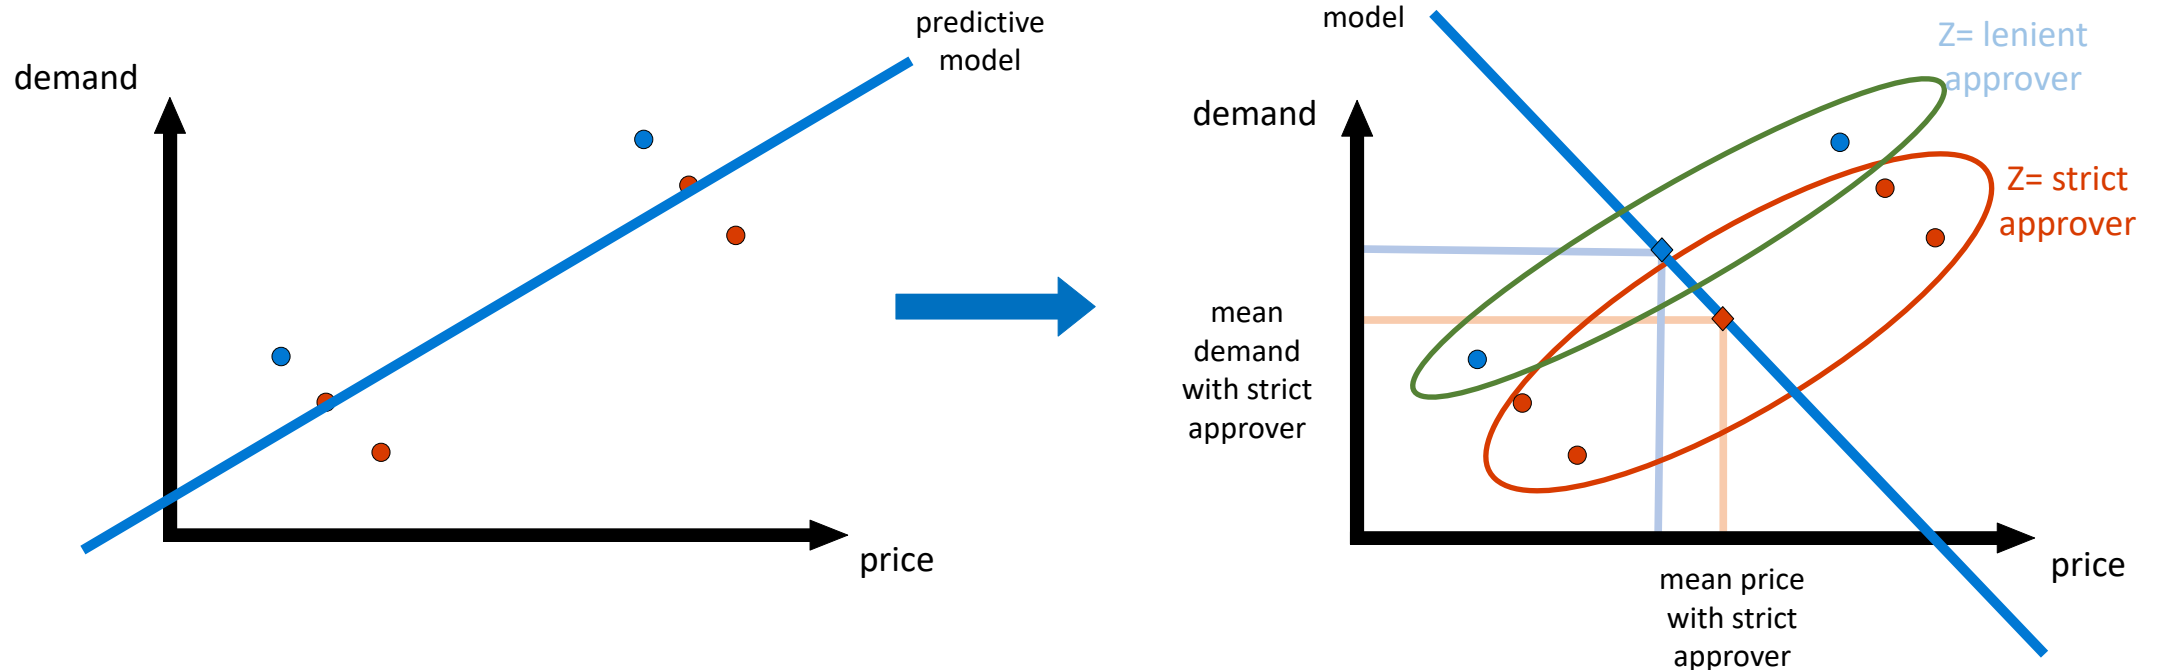 demand
predictive
model
price
model
demand
Z= lenient
approver
Z= strict
approver
mean
demand
with strict
approver
price
mean price
with strict
approver